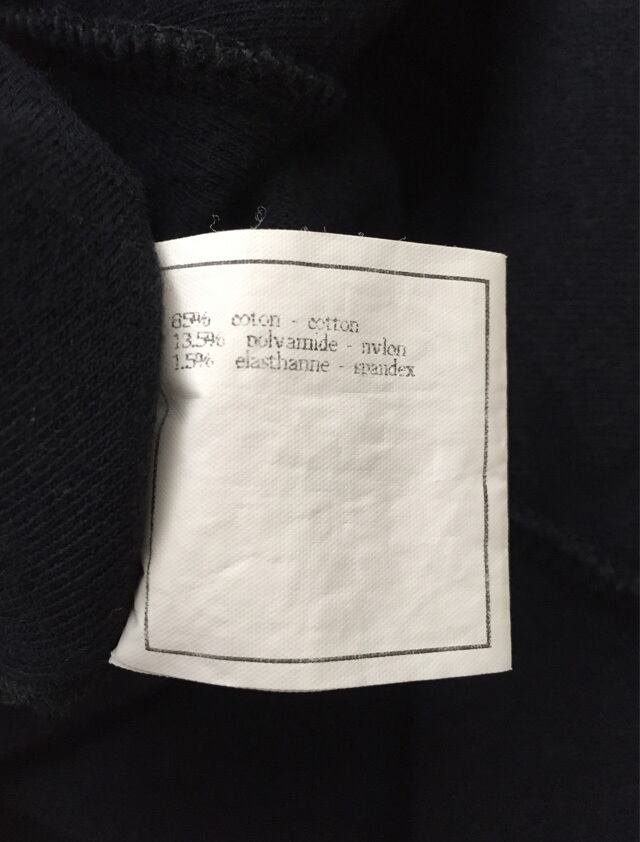 85% coton - cotton
13.5% polyamide - nylon
1.5% elasthanne - spandex